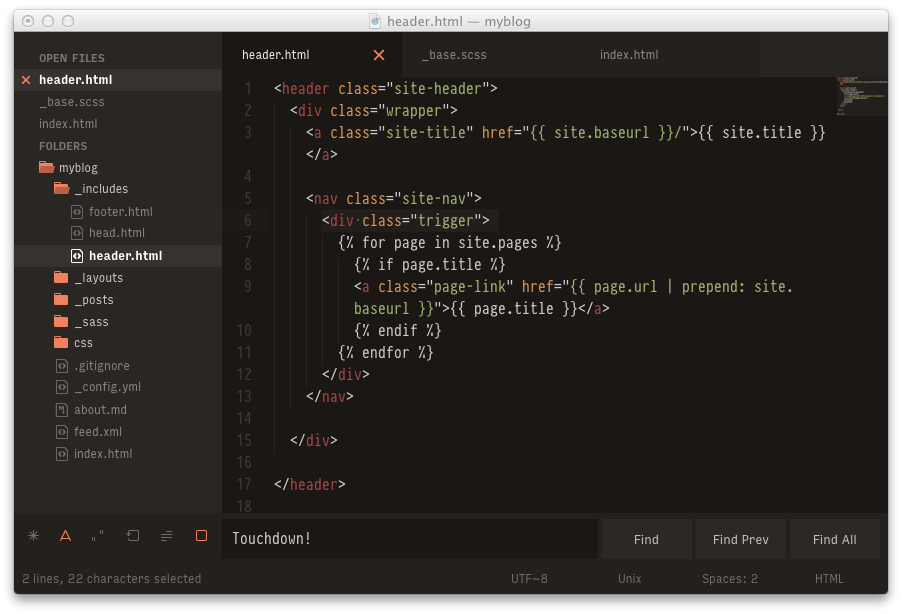 header.html — myblog
OPEN FILES
header.html
_base.scss
index.html
FOLDERS
myblog
_includes
footer.html
head.html
header.html
_layouts
_posts
_sass
css
.gitignore
_config.yml
about.md
feed.xml
index.html
header.html _base.scss index.html
1 <header class="site-header">
2 <div class="wrapper">
3 <a class="site-title" href="{{ site.baseurl }}/">{{ site.title }}
</a>
4
5 <nav class="site-nav">
6 <div·class="trigger">
7 {% for page in site.pages %}
8 {% if page.title %}
9 <a class="page-link" href="{{ page.url | prepend: site.
baseurl }}">{{ page.title }}</a>
10 {% endif %}
11 {% endfor %}
12 </div>
13 </nav>
14
15 </div>
16
17 </header>
18
Touchdown! Find Find Prev Find All
2 lines, 22 characters selected UTF-8 Unix Spaces: 2 HTML